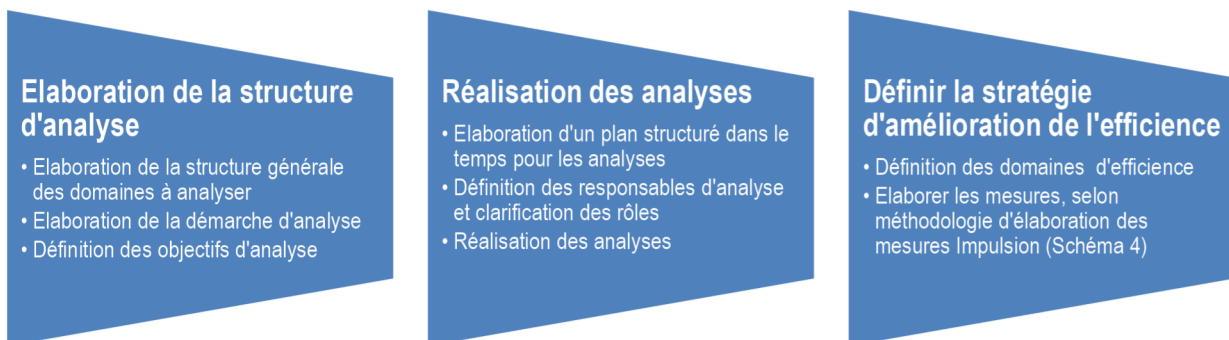 Elaboration de la structure
d'analyse
• Elaboration de la structure générale
des domaines à analyser
• Elaboration de la démarche d'analyse
• Définition des objectifs d'analyse
Réalisation des analyses
• Elaboration d'un plan structuré dans le
temps pour les analyses
• Définition des responsables d'analyse
et clarification des rôles
• Réalisation des analyses
Définir la stratégie
d'amélioration de l'efficience
• Définition des domaines d'efficience
• Elaborer les mesures, selon
méthodologie d'élaboration des
mesures Impulsion (Schéma 4)